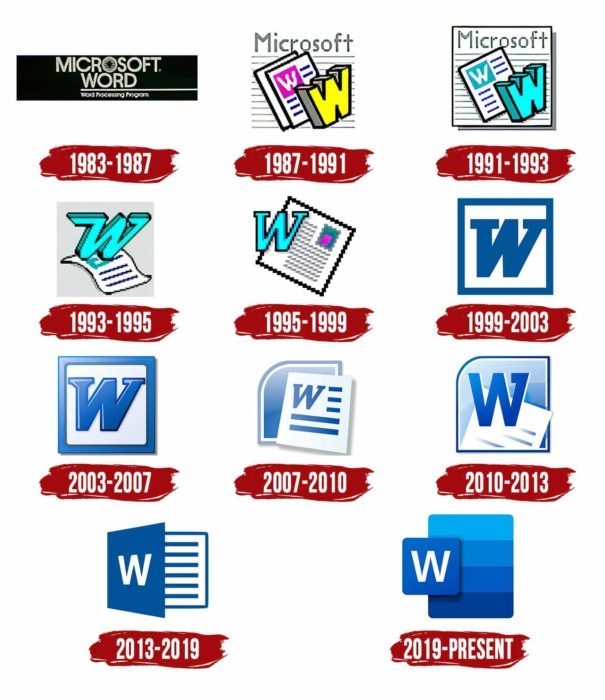 MICROSOFT.
WORD
Word Processing Program
Microsoft
W
W
Microsoft
W
W
1983-1987
1987-1991
1991-1993
W
W
W
1993-1995
1995-1999
1999-2003
W
W
W
2003-2007
2007-2010
2010-2013
W
W
2013-2019
2019-PRESENT